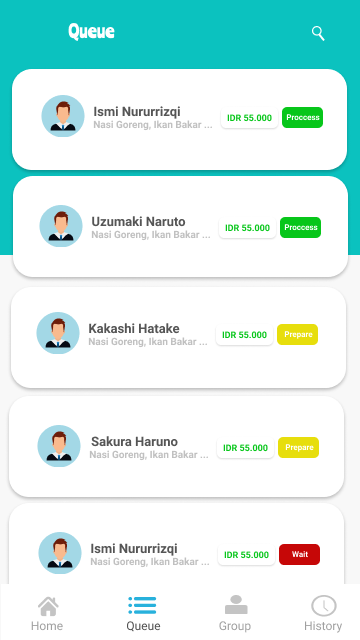 Queue
Ismi Nururrizqi
Nasi Goreng, Ikan Bakar ...
IDR 55.000
Proccess
Uzumaki Naruto
Nasi Goreng, Ikan Bakar ...
IDR 55.000
Proccess
Kakashi Hatake
Nasi Goreng, Ikan Bakar ...
IDR 55.000
Prepare
Sakura Haruno
Nasi Goreng, Ikan Bakar ...
IDR 55.000
Prepare
Ismi Nururrizqi
Nasi Goreng, Ikan Bakar ...
IDR 55.000
Wait
Home
Queue
Group
History